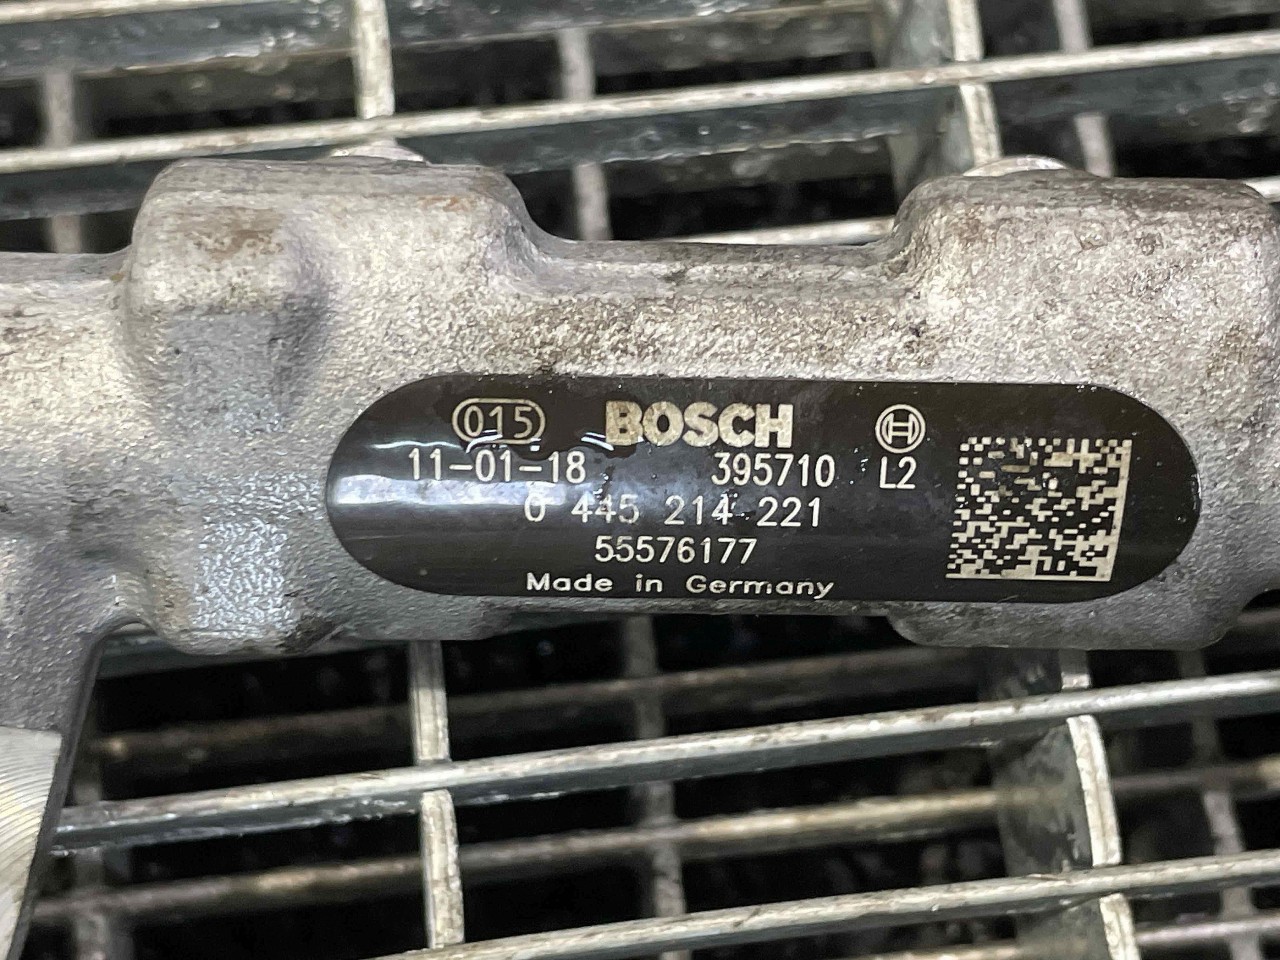 015 BOSCH
11-01-18 395710 L2
0 445 214 221
55576177
Made in Germany